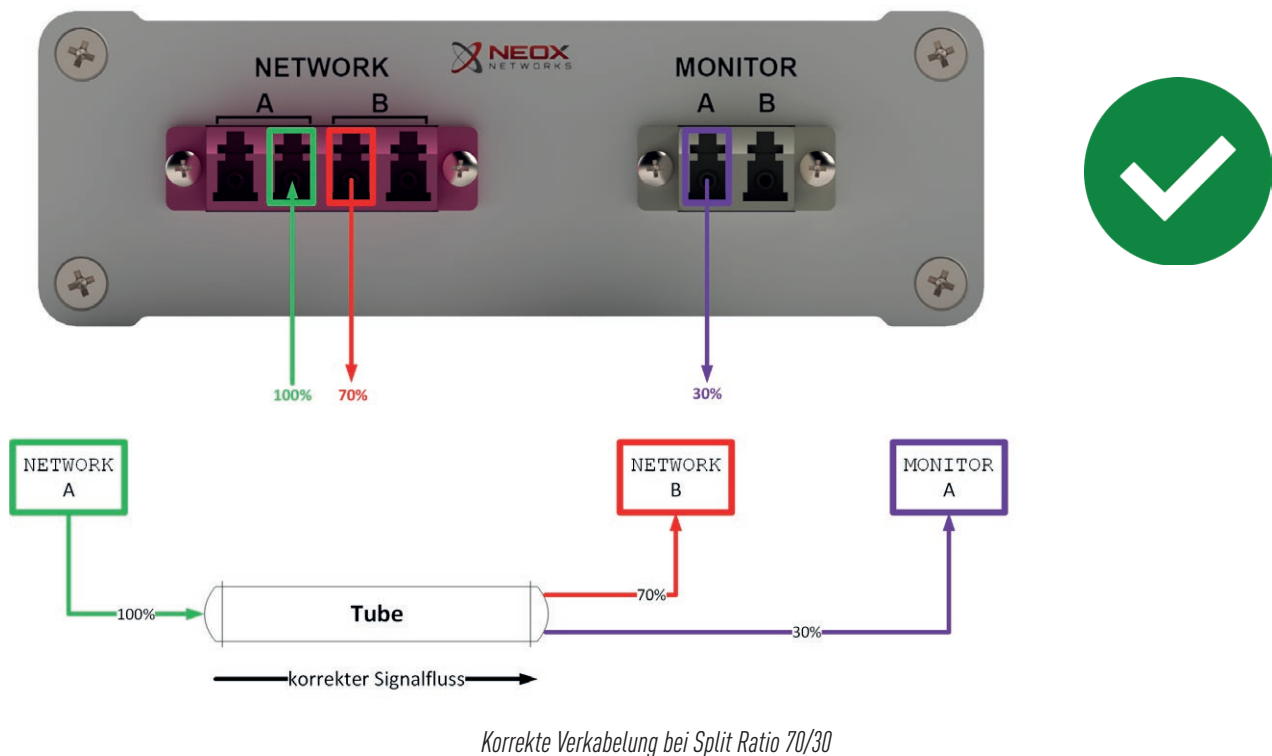 NETWORK
NEOX
NETWORKS
MONITOR
A B
A B
100% 70% 30%
NETWORK
A
NETWORK
B
MONITOR
A
100%
Tube
70%
30%
korrekter Signalfluss
Korrekte Verkabelung bei Split Ratio 70/30